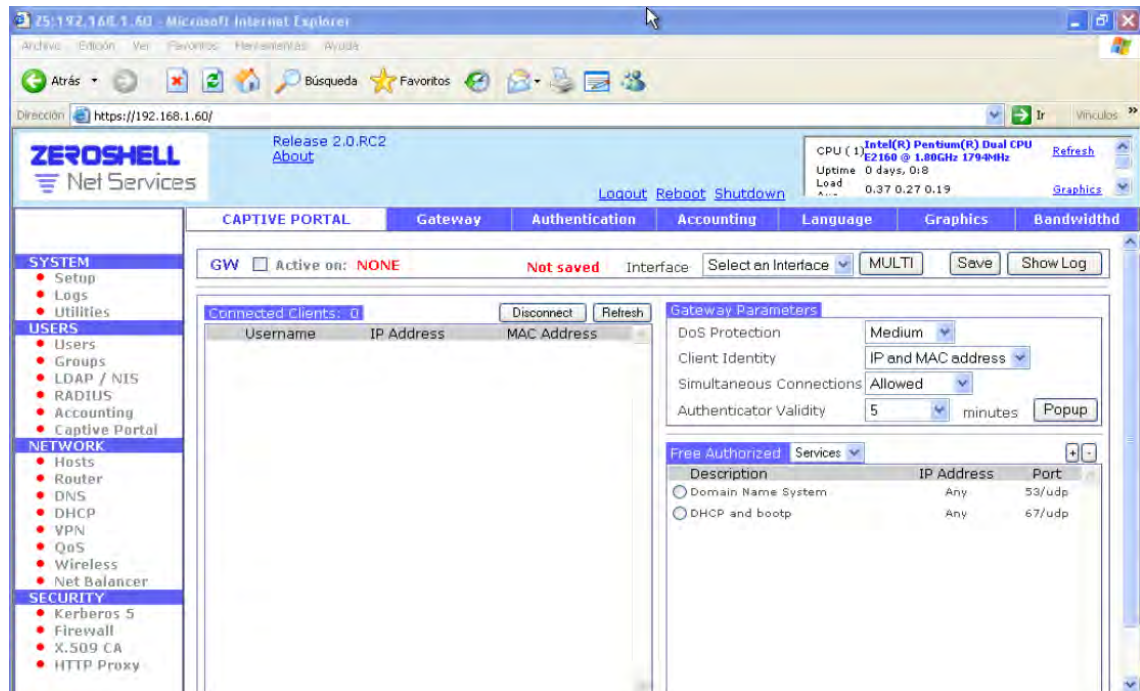 25:192.168.1.60 - Microsoft Internet Explorer
Archivo Edición Ver Favoritos Herramientas Ayuda
Atrás Búsqueda Favoritos
Dirección https://192.168.1.60/ Ir Vínculos »
ZEROSHELL
Net Services
Release 2.0.RC2
About
Logout Reboot Shutdown
CPU (1) Intel(R) Pentium(R) Dual CPU E2160 @ 1.80GHz 1794MHz Refresh
Uptime 0 days, 0:8
Load 0.37 0.27 0.19 Graphics
CAPTIVE PORTAL Gateway Authentication Accounting Language Graphics Bandwidthd
SYSTEM
Setup
Logs
Utilities
USERS
Users
Groups
LDAP / NIS
RADIUS
Accounting
Captive Portal
NETWORK
Hosts
Router
DNS
DHCP
VPN
QoS
Wireless
Net Balancer
SECURITY
Kerberos 5
Firewall
X.509 CA
HTTP Proxy
GW Active on: NONE Not saved Interface Select an Interface MULTI Save Show Log
Connected Clients: 0 Disconnect Refresh
Username IP Address MAC Address
Gateway Parameters
DoS Protection Medium
Client Identity IP and MAC address
Simultaneous Connections Allowed
Authenticator Validity 5 minutes Popup
Free Authorized Services + -
Description IP Address Port
Domain Name System Any 53/udp
DHCP and bootp Any 67/udp